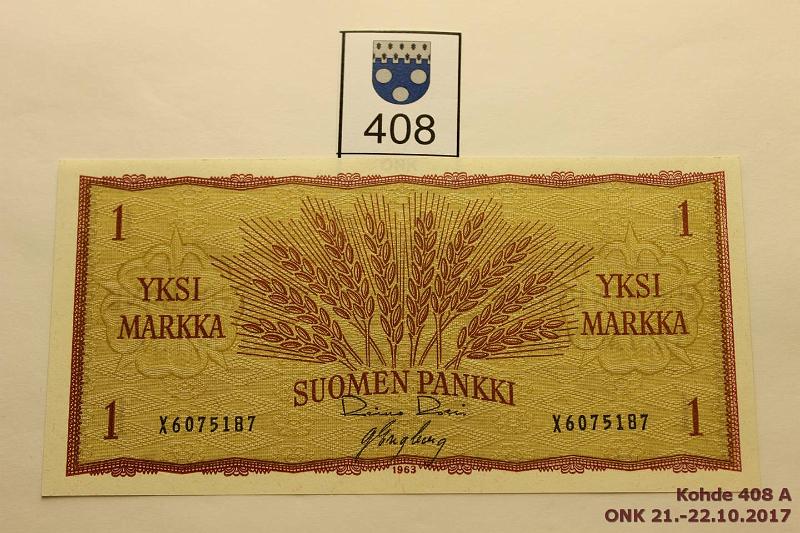 408
1 1
YKSI MARKKA
YKSI MARKKA
SUOMEN PANKKI
1 X6075187 X6075187 1
1963
Kohde 408 A
ONK 21.-22.10.2017